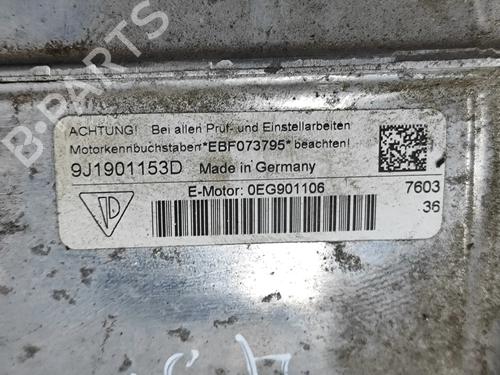 ACHTUNG! Bei allen Prüf- und Einstellarbeiten
Motorkennbuchstaben*EBF073795* beachten!
9J1901153D Made in Germany
E-Motor: 0EG901106 7603
36
B-PARTS